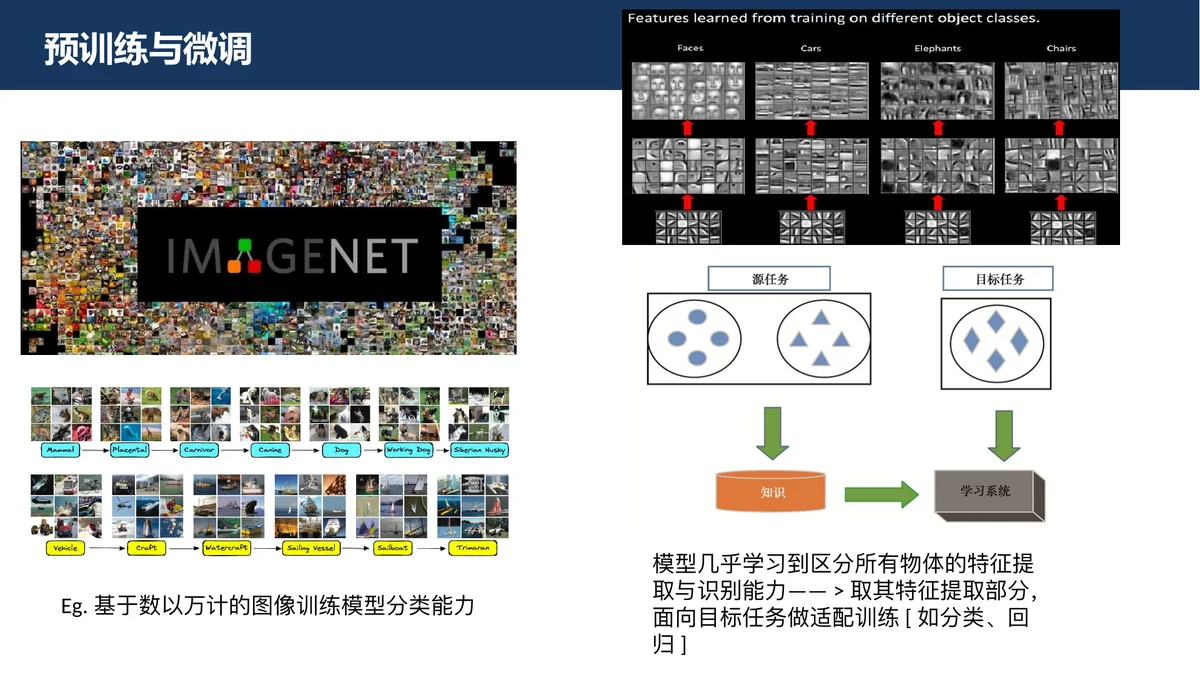 预训练与微调
IMAGENET
Mammal
Placental
Carnivor
Canine
Dog
Working Dog
Siberian Husky
Vehicle
Craft
Watercraft
Sailing Vessel
Sailboat
Trimaran
Eg. 基于数以万计的图像训练模型分类能力
Features learned from training on different object classes.
Faces
Cars
Elephants
Chairs
源任务
目标任务
知识
学习系统
模型几乎学习到区分所有物体的特征提
取与识别能力—— > 取其特征提取部分，
面向目标任务做适配训练 [ 如分类、回
归 ]